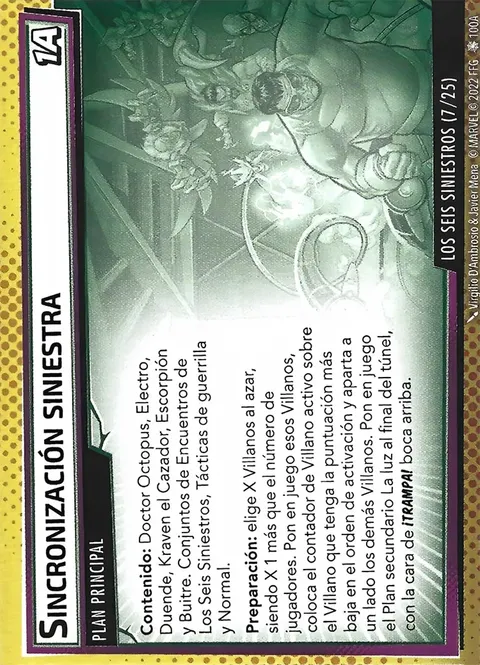 SINCRONIZACIÓN SINIESTRA
1A
PLAN PRINCIPAL
Contenido: Doctor Octopus, Electro,
Duende, Kraven el Cazador, Escorpión
y Buitre. Conjuntos de Encuentros de
Los Seis Siniestros, Tácticas de guerrilla
y Normal.
Preparación: elige X Villanos al azar,
siendo X 1 más que el número de
jugadores. Pon en juego esos Villanos,
coloca el contador de Villano activo sobre
el Villano que tenga la puntuación más
baja en el orden de activación y aparta a
un lado los demás Villanos. Pon en juego
el Plan secundario La luz al final del túnel,
con la cara de ¡TRAMPA! boca arriba.
LOS SEIS SINIESTROS (7/25)
Virgilio D'Ambrosio & Javier Mena © MARVEL © 2022 FFG 100A